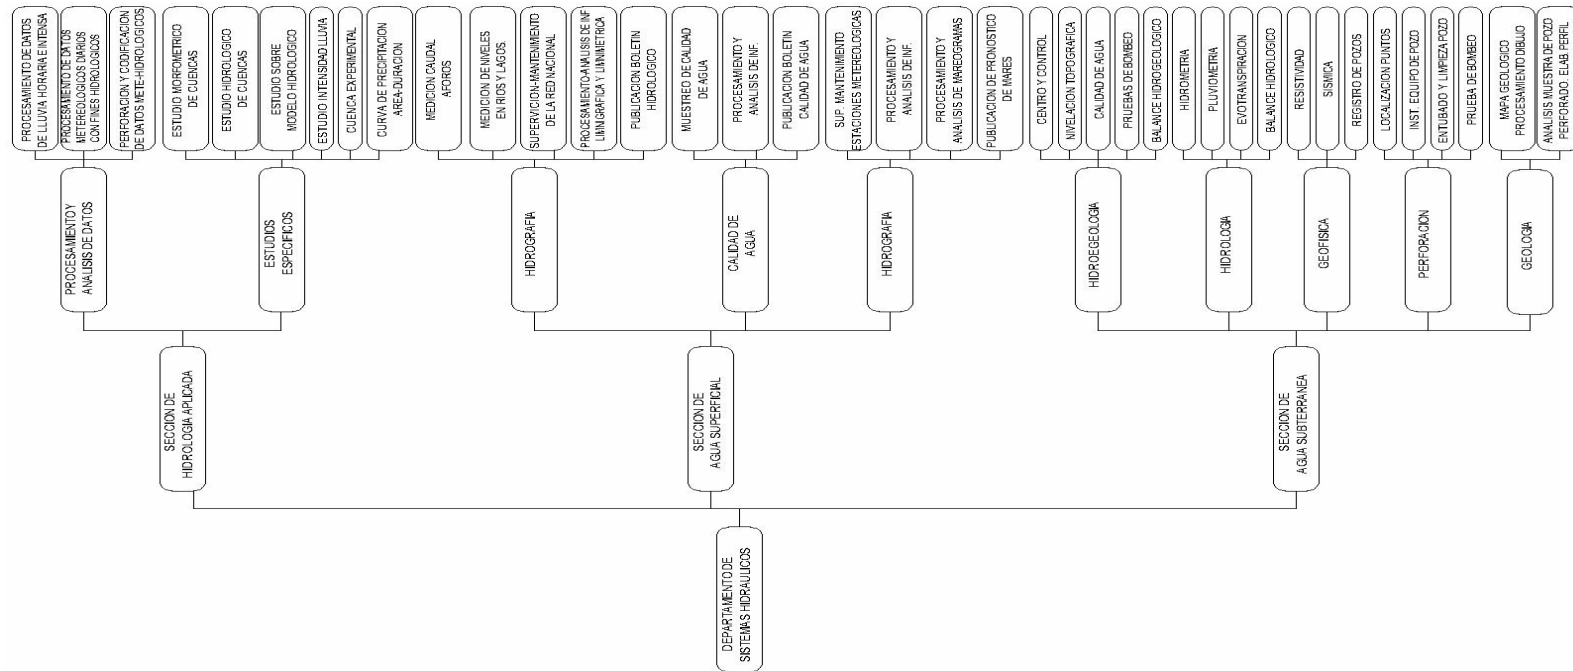 PROCESAMIENTO DE DATOS
DE LLUVIA HORARIA E INTENSA
PROCESAMIENTO DE DATOS
METEREOLOGICOS DIARIOS
CON FINES HIDROLOGICOS
PERFORACION Y CODIFICACION
DE DATOS METE-HIDROLOGICOS
ESTUDIO MORFOMETRICO
DE CUENCAS
ESTUDIO HIDROLOGICO
DE CUENCAS
ESTUDIO SOBRE
MODELO HIDROLOGICO
ESTUDIO INTENSIDAD.LLUVIA
CUENCA EXPERIMENTAL
CURVA DE PRECIPITACION
AREA-DURACION
MEDICION CAUDAL
AFOROS
MEDICION DE NIVELES
EN RIOS Y LAGOS.
SUPERVICION-MANTENIMIENTO
DE LA RED NACIONAL
PROCESAMIENTO-ANALISIS DE INF
LIMNIGRAFICA Y LIMNIMETRICA
PUBLICACION BOLETIN
HIDROLOGICO
MUESTREO DE CALIDAD
DE AGUA
PROCESAMIENTO Y
ANALISIS DE INF.
PUBLICACION BOLETIN
CALIDAD DE AGUA
SUP. MANTENIMIENTO
ESTACIONES METEREOLOGICAS
PROCESAMIENTO Y
ANALISIS DE INF.
PROCESAMIENTO Y
ANALISIS DE MAREOGRAMAS
PUBLICACION DE PRONOSTICO
DE MARES
CENTRO Y CONTROL
NIVELACION TOPOGRAFICA
CALIDAD DE AGUA
PRUEBAS DE BOMBEO
BALANCE HIDROGEOLOGICO
HIDROMETRIA
PLUVIOMETRIA
EVOTRANSPIRACION
BALANCE HIDROLOGICO
RESISTIVIDAD
SISMICA
REGISTRO DE POZOS
LOCALIZACION PUNTOS
INST. EQUIPO DE POZO
ENTUBADO Y LIMPIEZA POZO
PRUEBA DE BOMBEO
MAPA GEOLOGICO
PROCESAMIENTO DIBUJO
ANALISIS MUESTRA DE POZO
PERFORADO. ELAB. PERFIL
PROCESAMIENTO Y
ANALISIS DE DATOS
ESTUDIOS
ESPECIFICOS
HIDROGRAFIA
CALIDAD DE
AGUA
HIDROGRAFIA
HIDROEGEOLOGIA
HIDROLOGIA
GEOFISICA
PERFORACION
GEOLOGIA
SECCION DE
HIDROLOGIA APLICADA
SECCION DE
AGUA SUPERFICIAL
SECCION DE
AGUA SUBTERRANEA
DEPARTAMENTO DE
SISTEMAS HIDRAULICOS